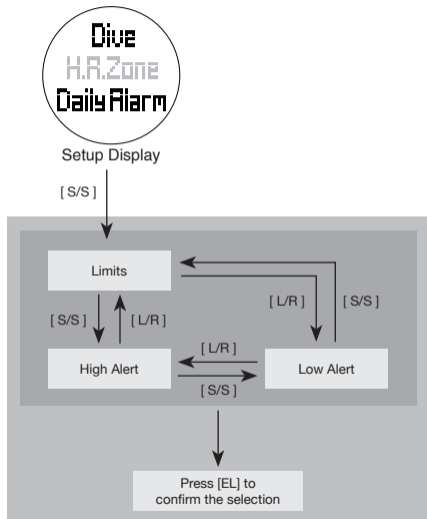 Dive
H.R.Zone
Daily Alarm
Setup Display
[ S/S ]
Limits
[ L/R ]
[ S/S ]
[ S/S ]
[ L/R ]
[ L/R ]
High Alert
Low Alert
[ S/S ]
Press [EL] to
confirm the selection